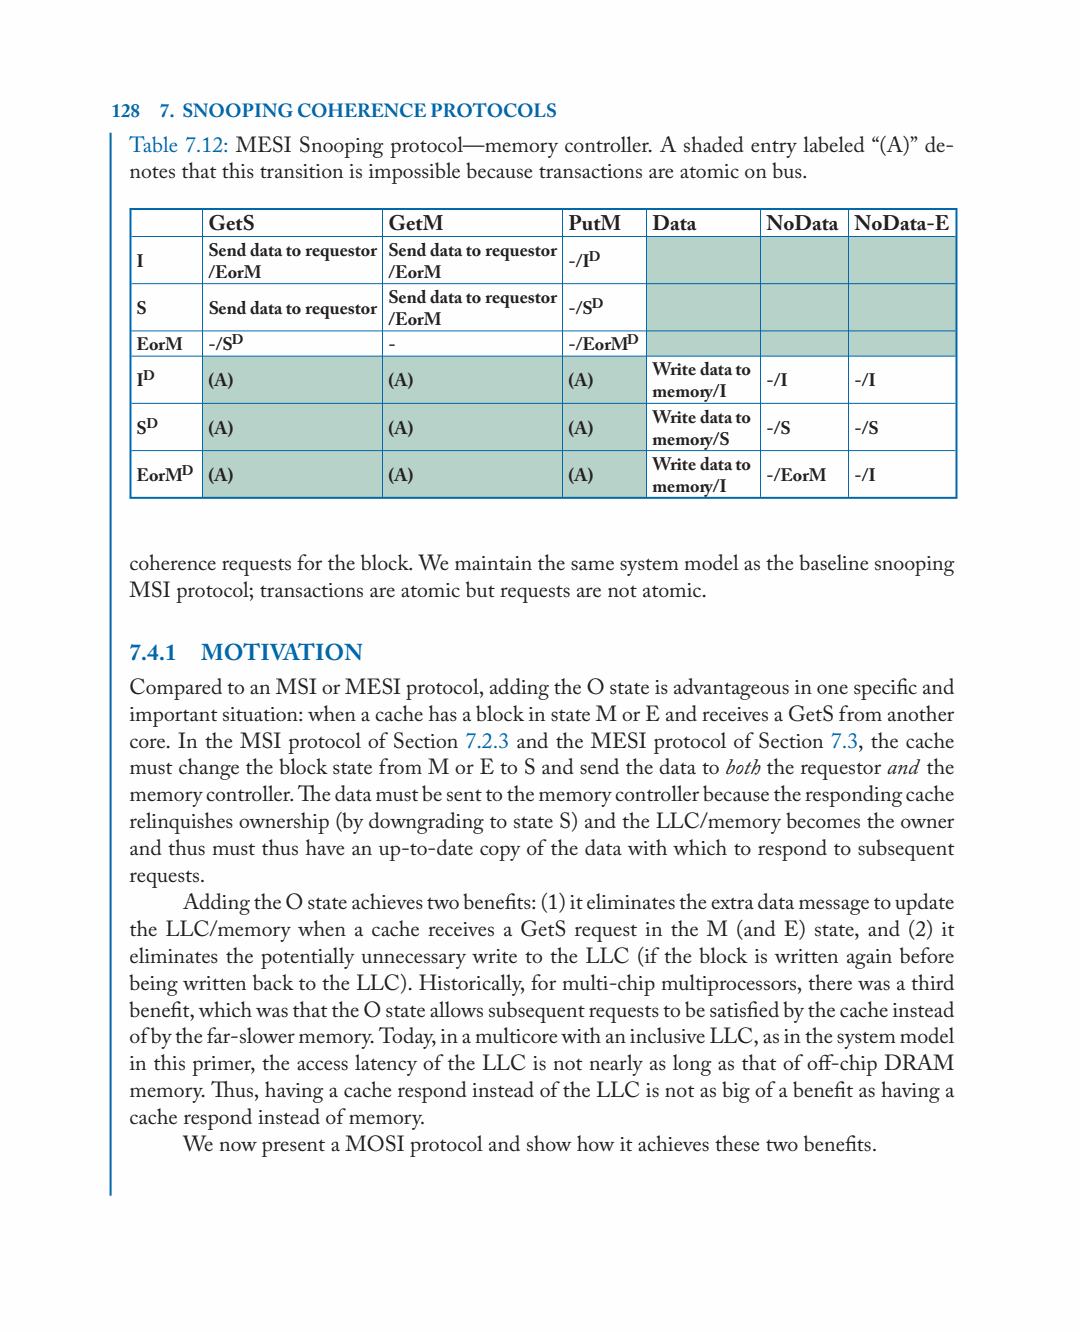 128 7. SNOOPING COHERENCE PROTOCOLS
Table 7.12: MESI Snooping protocol—memory controller. A shaded entry labeled “(A)” de-
notes that this transition is impossible because transactions are atomic on bus.
GetS GetM PutM Data NoData NoData-E
I Send data to requestor /EorM Send data to requestor /EorM -/I^D
S Send data to requestor Send data to requestor /EorM -/S^D
EorM -/S^D - -/EorM^D
I^D (A) (A) (A) Write data to memory/I -/I -/I
S^D (A) (A) (A) Write data to memory/S -/S -/S
EorM^D (A) (A) (A) Write data to memory/I -/EorM -/I
coherence requests for the block. We maintain the same system model as the baseline snooping
MSI protocol; transactions are atomic but requests are not atomic.
7.4.1 MOTIVATION
Compared to an MSI or MESI protocol, adding the O state is advantageous in one specific and
important situation: when a cache has a block in state M or E and receives a GetS from another
core. In the MSI protocol of Section 7.2.3 and the MESI protocol of Section 7.3, the cache
must change the block state from M or E to S and send the data to both the requestor and the
memory controller. The data must be sent to the memory controller because the responding cache
relinquishes ownership (by downgrading to state S) and the LLC/memory becomes the owner
and thus must thus have an up-to-date copy of the data with which to respond to subsequent
requests.
Adding the O state achieves two benefits: (1) it eliminates the extra data message to update
the LLC/memory when a cache receives a GetS request in the M (and E) state, and (2) it
eliminates the potentially unnecessary write to the LLC (if the block is written again before
being written back to the LLC). Historically, for multi-chip multiprocessors, there was a third
benefit, which was that the O state allows subsequent requests to be satisfied by the cache instead
of by the far-slower memory. Today, in a multicore with an inclusive LLC, as in the system model
in this primer, the access latency of the LLC is not nearly as long as that of off-chip DRAM
memory. Thus, having a cache respond instead of the LLC is not as big of a benefit as having a
cache respond instead of memory.
We now present a MOSI protocol and show how it achieves these two benefits.